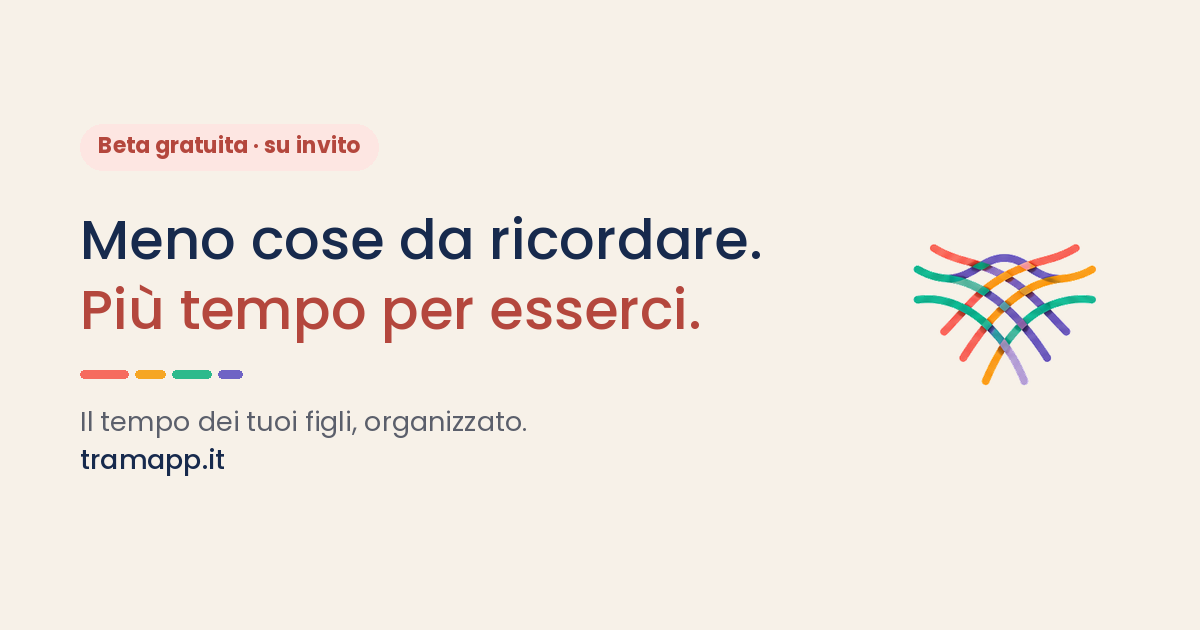 Beta gratuita · su invito
Meno cose da ricordare.
Più tempo per esserci.
Il tempo dei tuoi figli, organizzato.
tramapp.it